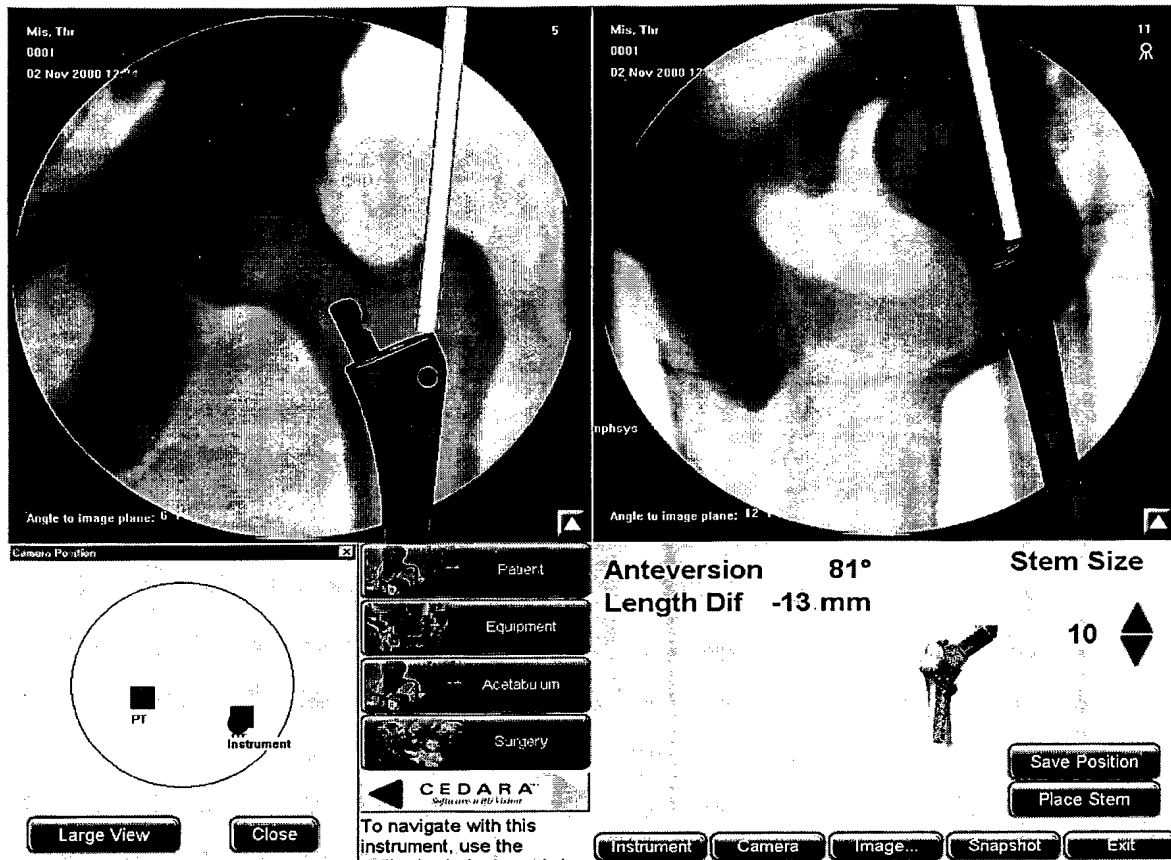 Mis, Thr
5
0001
02 Nov 2000
Angle to image plane:
Mis, Thr
11
0001
02 Nov 2000
nphsys
Angle to image plane:
Camera Position
PT
Instrument
Large View
Close
Patient
Equipment
Acetabulum
Surgery
CEDARA
Software with Vision
To navigate with this
instrument, use the
Anteversion 81°
Length Dif -13 mm
Stem Size
10
Save Position
Place Stem
Instrument
Camera
Image...
Snapshot
Exit